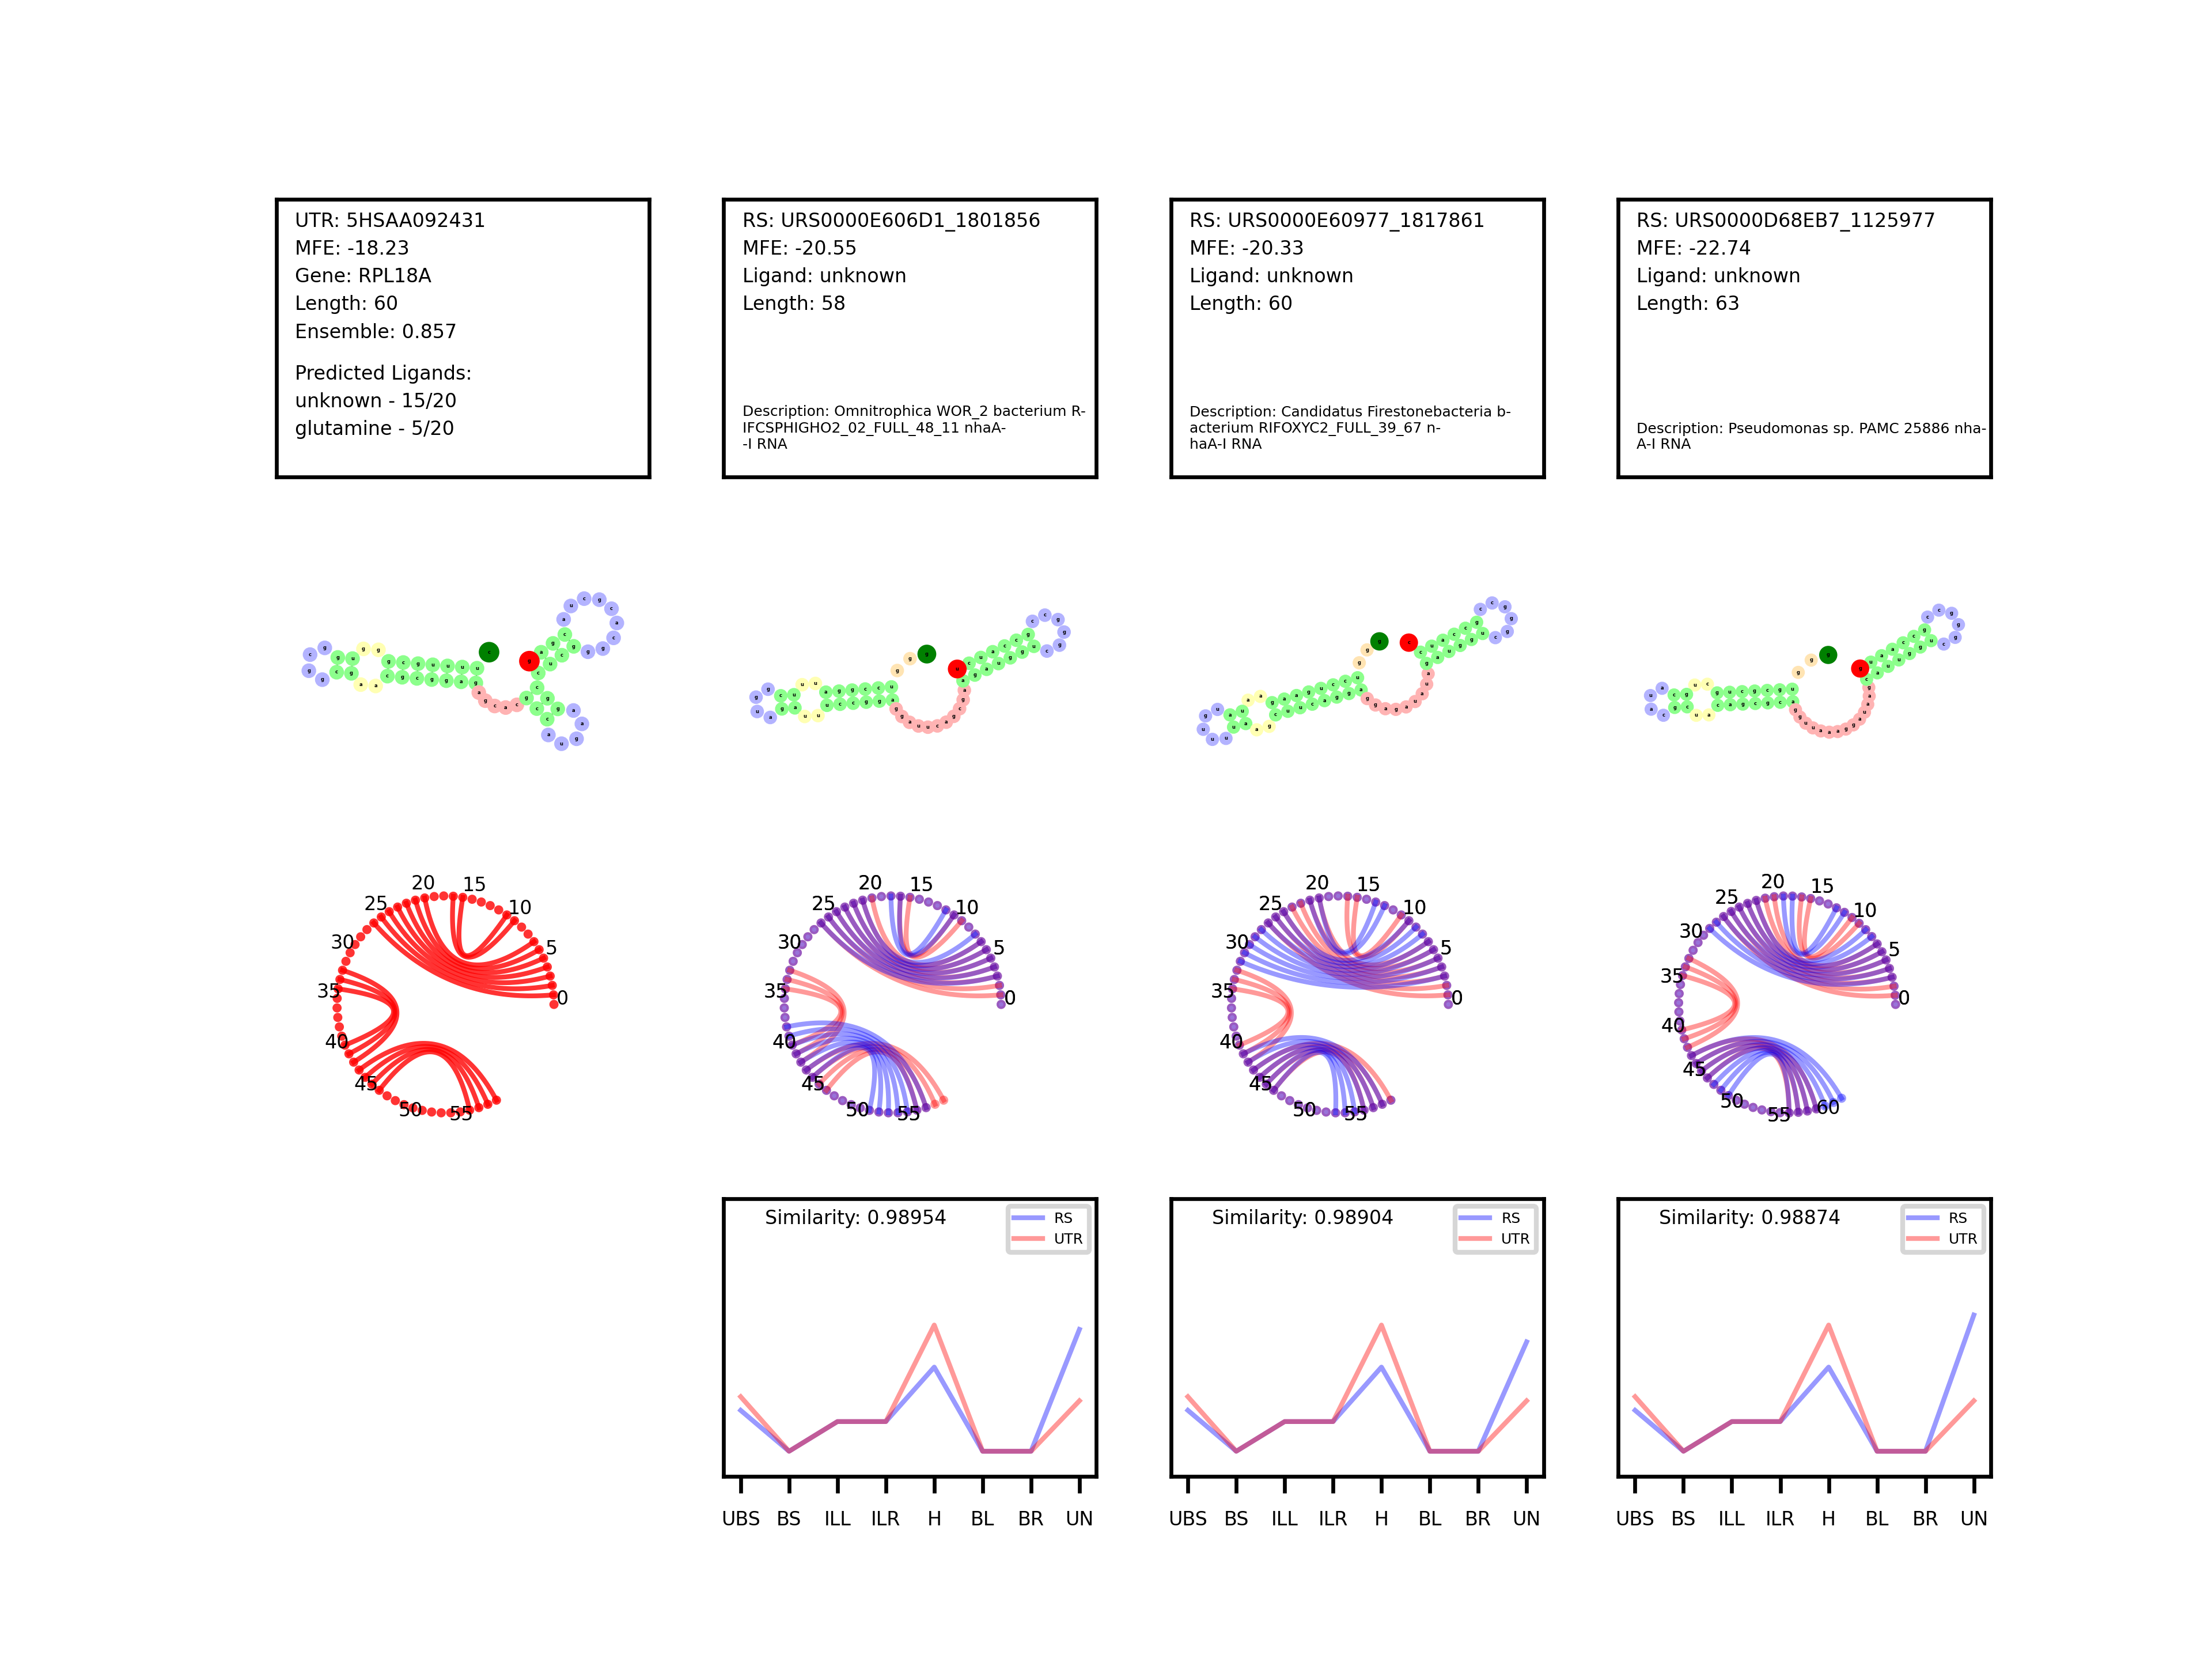 UTR: 5HSAA092431
MFE: -18.23
Gene: RPL18A
Length: 60
Ensemble: 0.857
Predicted Ligands:
unknown - 15/20
glutamine - 5/20
RS: URS0000E606D1_1801856
MFE: -20.55
Ligand: unknown
Length: 58
Description: Omnitrophica WOR_2 bacterium R-
IFCSPHIGHO2_02_FULL_48_11 nhaA-
-I RNA
RS: URS0000E60977_1817861
MFE: -20.33
Ligand: unknown
Length: 60
Description: Candidatus Firestonebacteria b-
acterium RIFOXYC2_FULL_39_67 n-
haA-I RNA
RS: URS0000D68EB7_1125977
MFE: -22.74
Ligand: unknown
Length: 63
Description: Pseudomonas sp. PAMC 25886 nha-
A-I RNA
0 5 10 15 20 25 30 35 40 45 50 55
0 5 10 15 20 25 30 35 40 45 50 55
0 5 10 15 20 25 30 35 40 45 50 55
0 5 10 15 20 25 30 35 40 45 50 55 60
Similarity: 0.98954
RS
UTR
UBS BS ILL ILR H BL BR UN
Similarity: 0.98904
RS
UTR
UBS BS ILL ILR H BL BR UN
Similarity: 0.98874
RS
UTR
UBS BS ILL ILR H BL BR UN